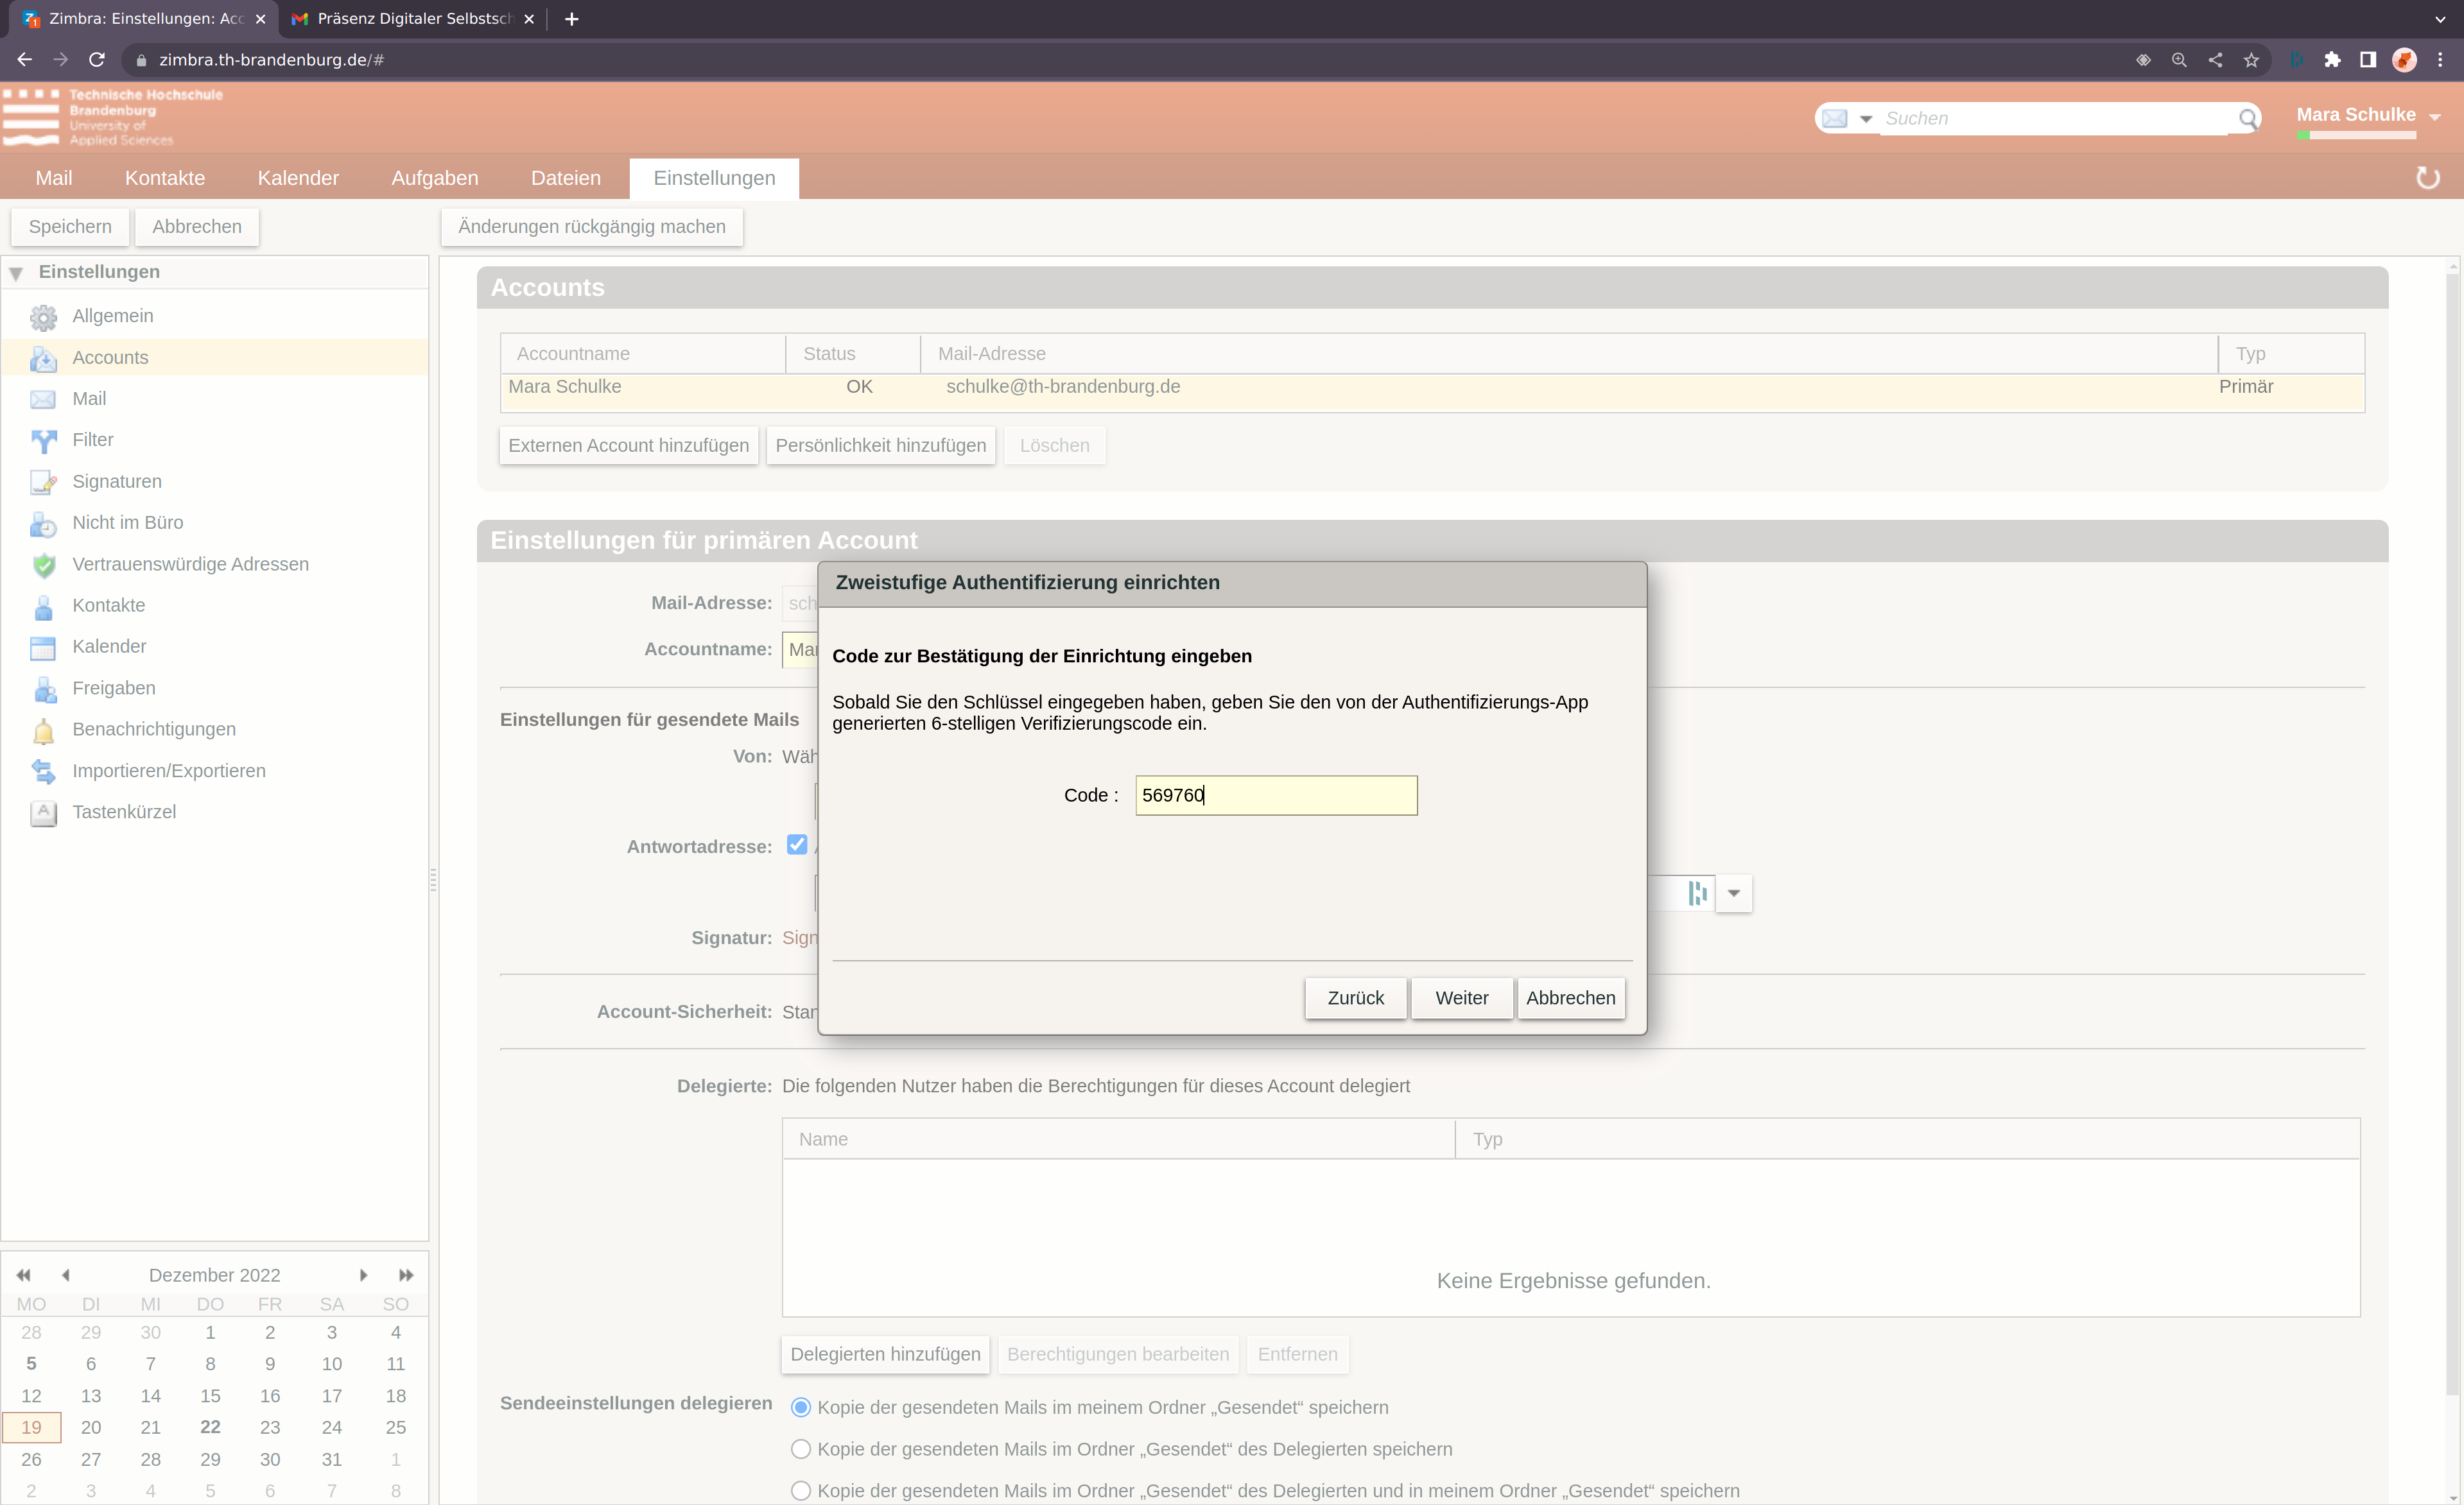 Zimbra: Einstellungen: Acc
Präsenz Digitaler Selbstsch
zimbra.th-brandenburg.de/#
Technische Hochschule
Brandenburg
University of
Applied Sciences
Suchen
Mara Schulke
Mail Kontakte Kalender Aufgaben Dateien Einstellungen
Speichern Abbrechen Änderungen rückgängig machen
Einstellungen
Allgemein
Accounts
Mail
Filter
Signaturen
Nicht im Büro
Vertrauenswürdige Adressen
Kontakte
Kalender
Freigaben
Benachrichtigungen
Importieren/Exportieren
Tastenkürzel
Dezember 2022
MO DI MI DO FR SA SO
28 29 30 1 2 3 4
5 6 7 8 9 10 11
12 13 14 15 16 17 18
19 20 21 22 23 24 25
26 27 28 29 30 31 1
2 3 4 5 6 7 8
Accounts
Accountname Status Mail-Adresse Typ
Mara Schulke OK schulke@th-brandenburg.de Primär
Externen Account hinzufügen Persönlichkeit hinzufügen Löschen
Einstellungen für primären Account
Mail-Adresse: sch
Accountname: Mar
Einstellungen für gesendete Mails
Von: Wäh
Antwortadresse:
Signatur: Sign
Account-Sicherheit: Stan
Zweistufige Authentifizierung einrichten
Code zur Bestätigung der Einrichtung eingeben
Sobald Sie den Schlüssel eingegeben haben, geben Sie den von der Authentifizierungs-App
generierten 6-stelligen Verifizierungscode ein.
Code : 569760
Zurück Weiter Abbrechen
Delegierte: Die folgenden Nutzer haben die Berechtigungen für dieses Account delegiert
Name Typ
Keine Ergebnisse gefunden.
Delegierten hinzufügen Berechtigungen bearbeiten Entfernen
Sendeeinstellungen delegieren Kopie der gesendeten Mails im meinem Ordner „Gesendet“ speichern
Kopie der gesendeten Mails im Ordner „Gesendet“ des Delegierten speichern
Kopie der gesendeten Mails im Ordner „Gesendet“ des Delegierten und in meinem Ordner „Gesendet“ speichern